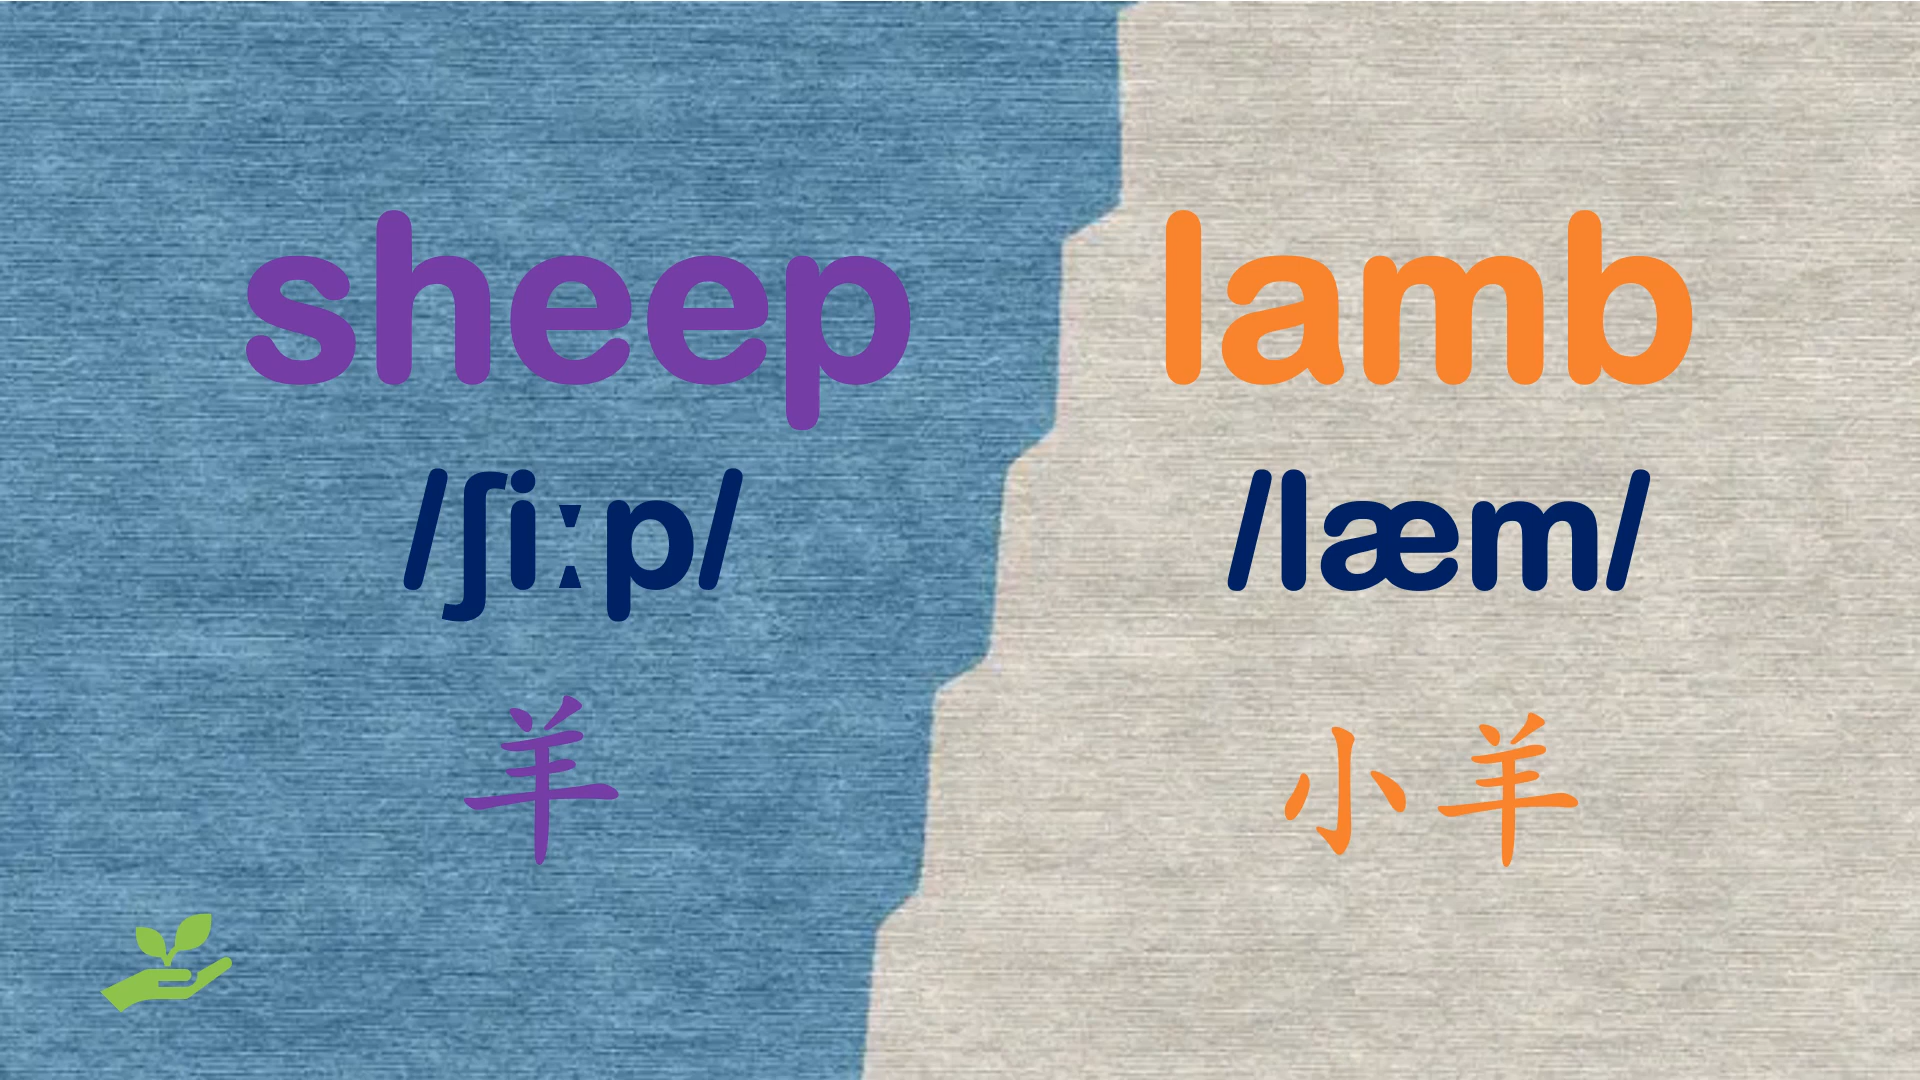 sheep
/ʃiːp/
羊
lamb
/læm/
小羊